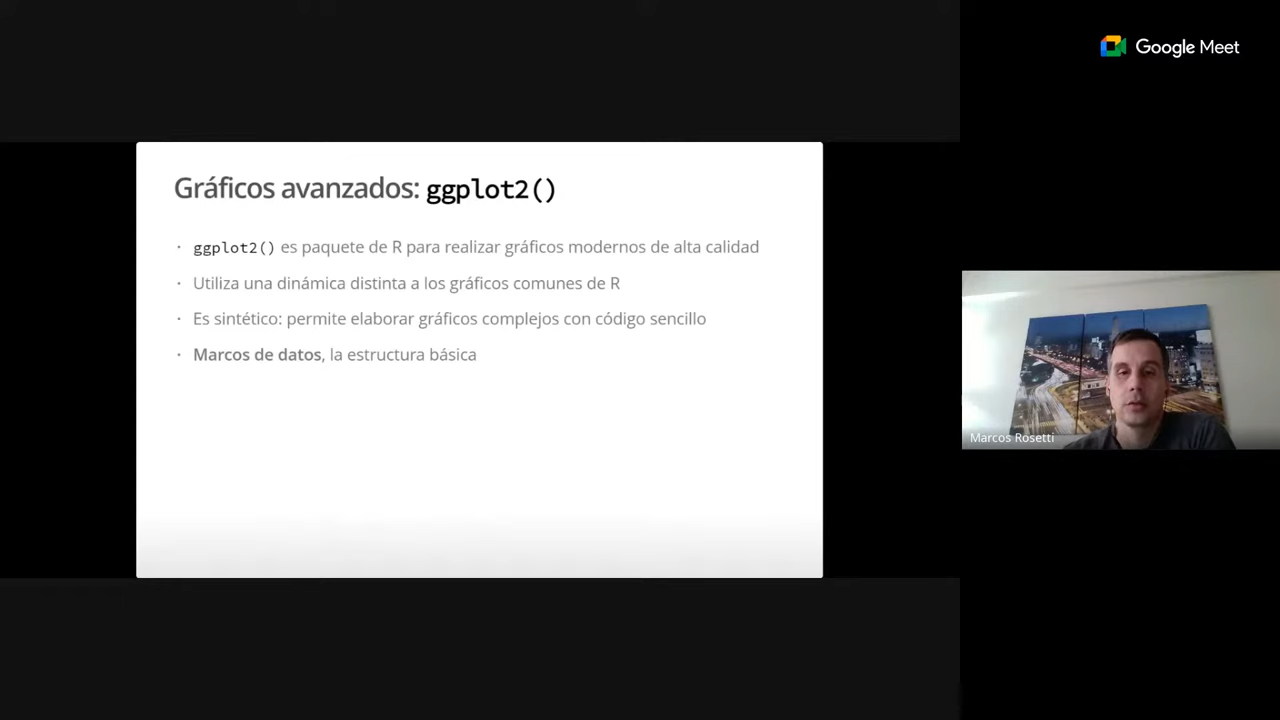 Google Meet
Gráficos avanzados: ggplot2()
· ggplot2() es paquete de R para realizar gráficos modernos de alta calidad
· Utiliza una dinámica distinta a los gráficos comunes de R
· Es sintético: permite elaborar gráficos complejos con código sencillo
· Marcos de datos, la estructura básica
Marcos Rosetti